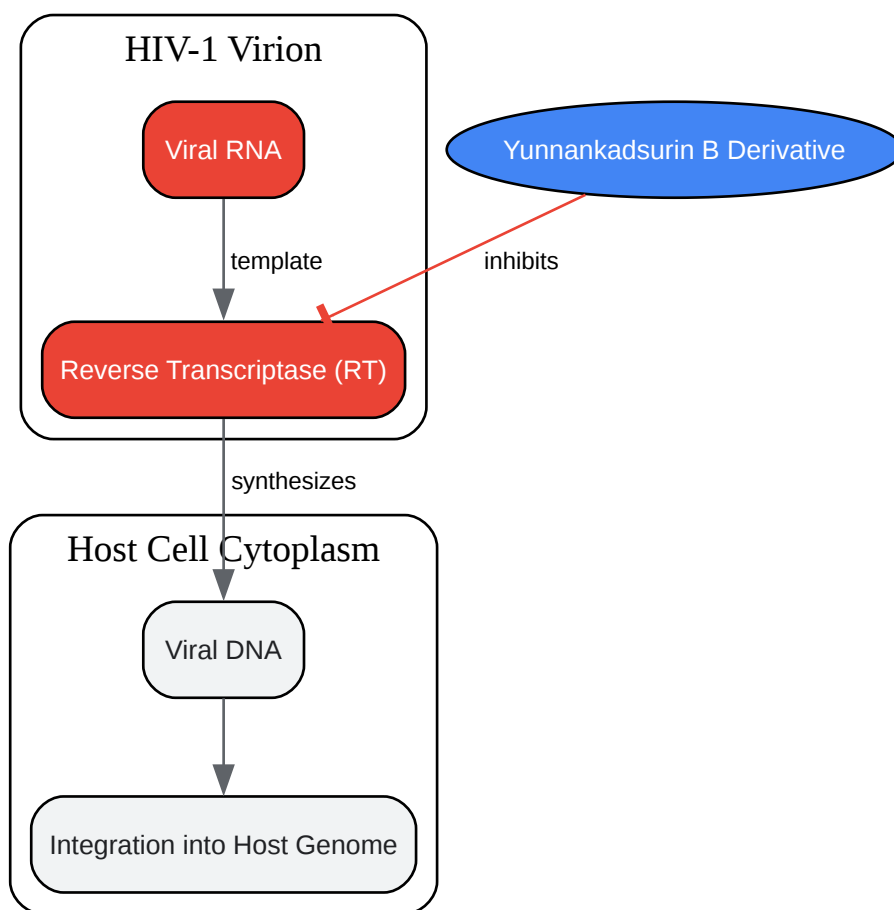 HIV-1 Virion
Viral RNA
Yunnankadsurin B Derivative
template
inhibits
Reverse Transcriptase (RT)
synthesizes
Host Cell Cytoplasm
Viral DNA
Integration into Host Genome